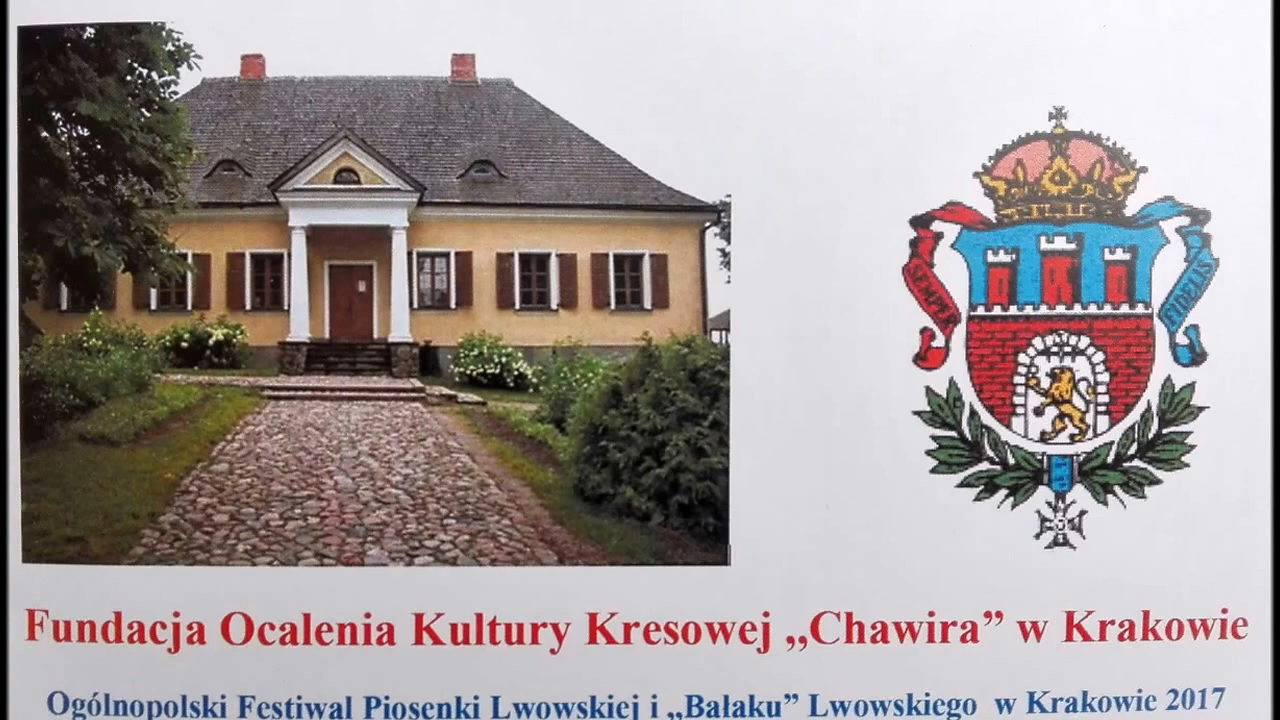 SEMPER
FIDELIS
Fundacja Ocalenia Kultury Kresowej „Chawira” w Krakowie
Ogólnopolski Festiwal Piosenki Lwowskiej i „Bałaku” Lwowskiego w Krakowie 2017